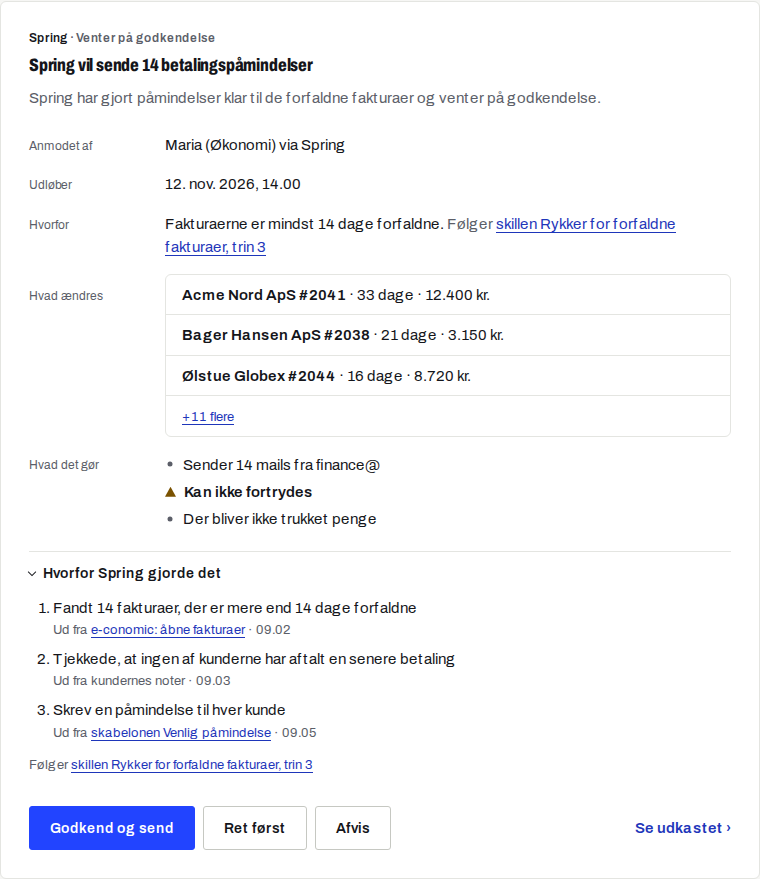 Spring · Venter på godkendelse
Spring vil sende 14 betalingspåmindelser
Spring har gjort påmindelser klar til de forfaldne fakturaer og venter på godkendelse.
Anmodet af
Maria (Økonomi) via Spring
Udløber
12. nov. 2026, 14.00
Hvorfor
Fakturaerne er mindst 14 dage forfaldne. Følger skillen Rykker for forfaldne
fakturaer, trin 3
Hvad ændres
Acme Nord ApS #2041 · 33 dage · 12.400 kr.
Bager Hansen ApS #2038 · 21 dage · 3.150 kr.
Ølstue Globex #2044 · 16 dage · 8.720 kr.
+11 flere
Hvad det gør
• Sender 14 mails fra finance@
Kan ikke fortrydes
• Der bliver ikke trukket penge
Hvorfor Spring gjorde det
1. Fandt 14 fakturaer, der er mere end 14 dage forfaldne
Ud fra e-conomic: åbne fakturaer · 09.02
2. Tjekkede, at ingen af kunderne har aftalt en senere betaling
Ud fra kundernes noter · 09.03
3. Skrev en påmindelse til hver kunde
Ud fra skabelonen Venlig påmindelse · 09.05
Følger skillen Rykker for forfaldne fakturaer, trin 3
Godkend og send
Ret først
Afvis
Se udkastet ›